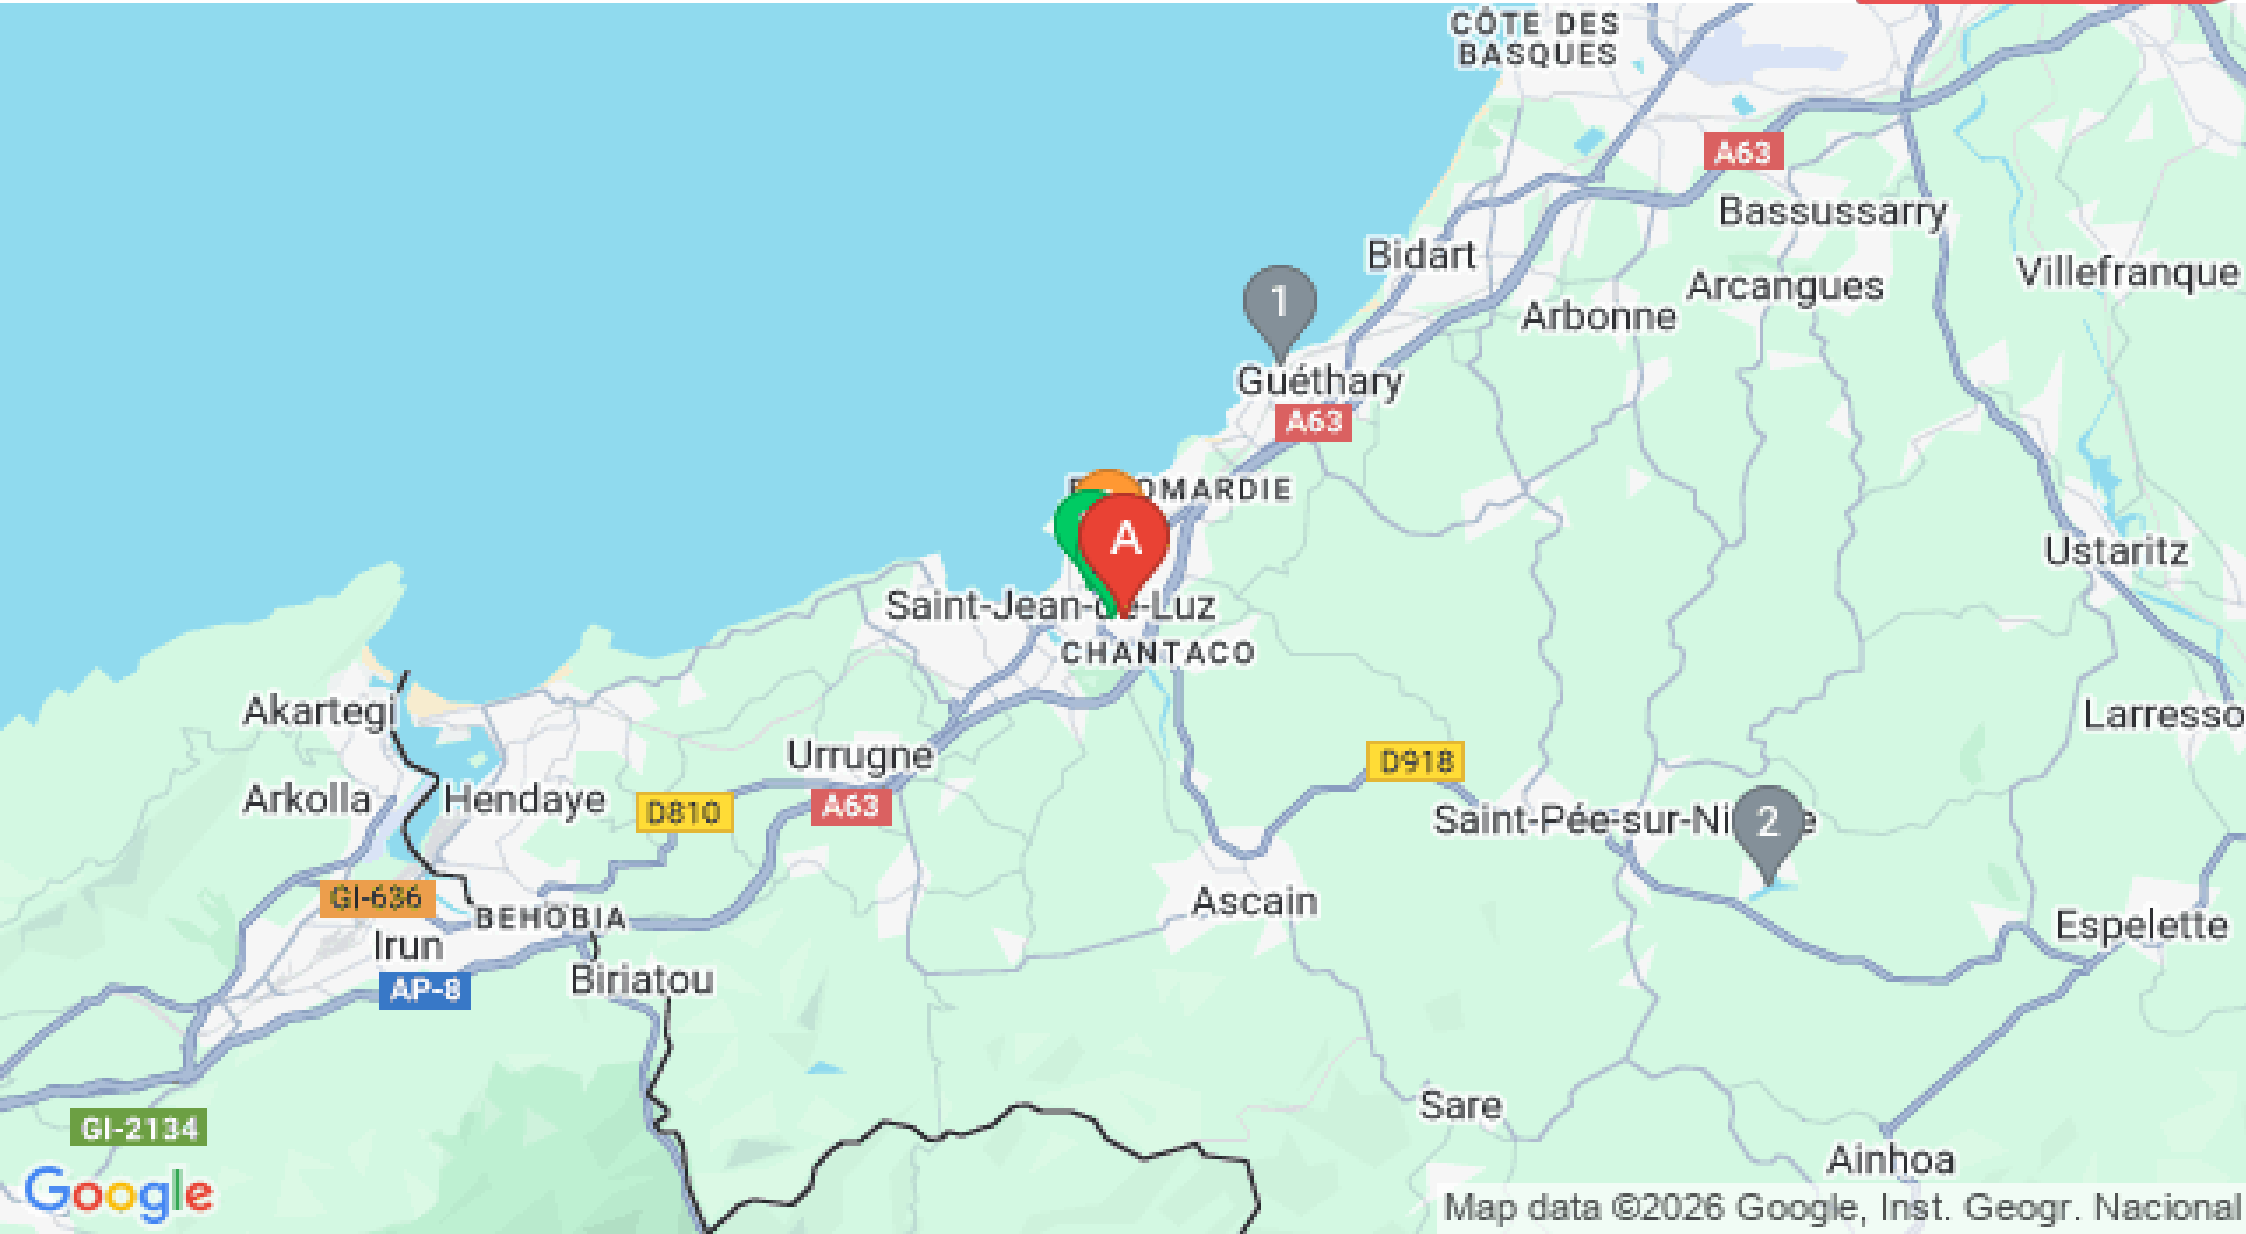 CÔTE DES
BASQUES
A63
Bassussarry
Bidart
Villefranque
Arcangues
1
Arbonne
Guéthary
A63
OMARDIE
A
Ustaritz
Saint-Jean-de-Luz
CHANTACO
Akartegi
Larresso
Urrugne
D918
Arkolla
Hendaye
D810
A63
Saint-Pée-sur-Ni e
2
GI-636
Ascain
BEHOBIA
Espelette
Irun
Biriatou
AP-8
Sare
GI-2134
Ainhoa
Google
Map data ©2026 Google, Inst. Geogr. Nacional